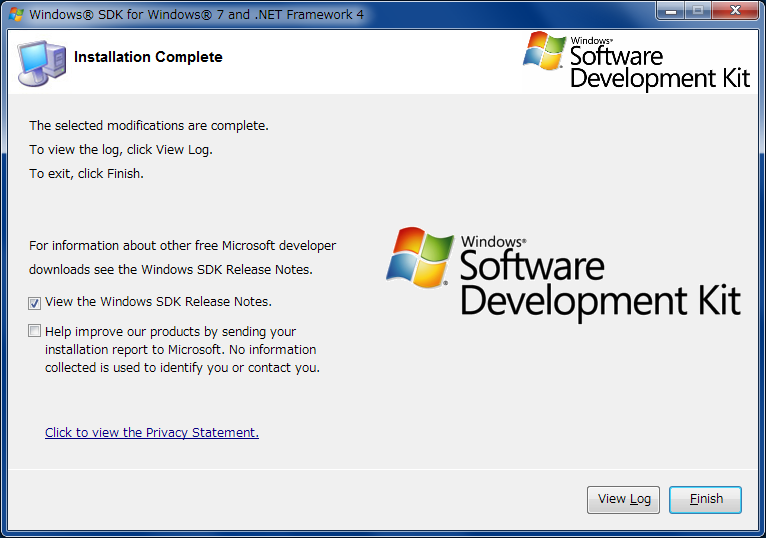 Windows® SDK for Windows® 7 and .NET Framework 4
Installation Complete
Windows®
Software
Development Kit
The selected modifications are complete.
To view the log, click View Log.
To exit, click Finish.
For information about other free Microsoft developer
downloads see the Windows SDK Release Notes.
Windows®
Software
Development Kit
View the Windows SDK Release Notes.
Help improve our products by sending your
installation report to Microsoft. No information
collected is used to identify you or contact you.
Click to view the Privacy Statement.
View Log
Finish